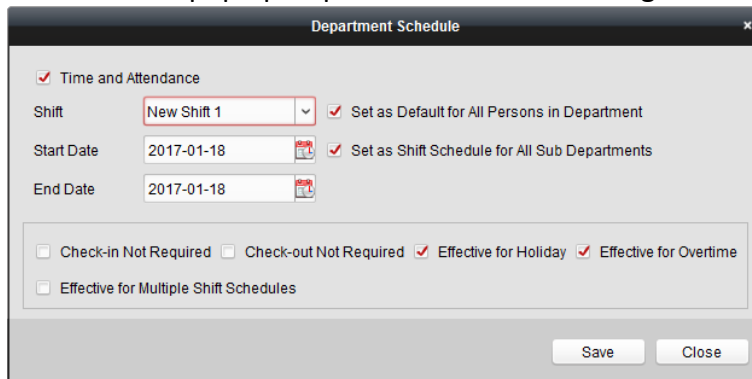 Department Schedule ×
Time and Attendance
Shift New Shift 1 Set as Default for All Persons in Department
Start Date 2017-01-18 Set as Shift Schedule for All Sub Departments
End Date 2017-01-18
Check-in Not Required Check-out Not Required Effective for Holiday Effective for Overtime
Effective for Multiple Shift Schedules
Save Close